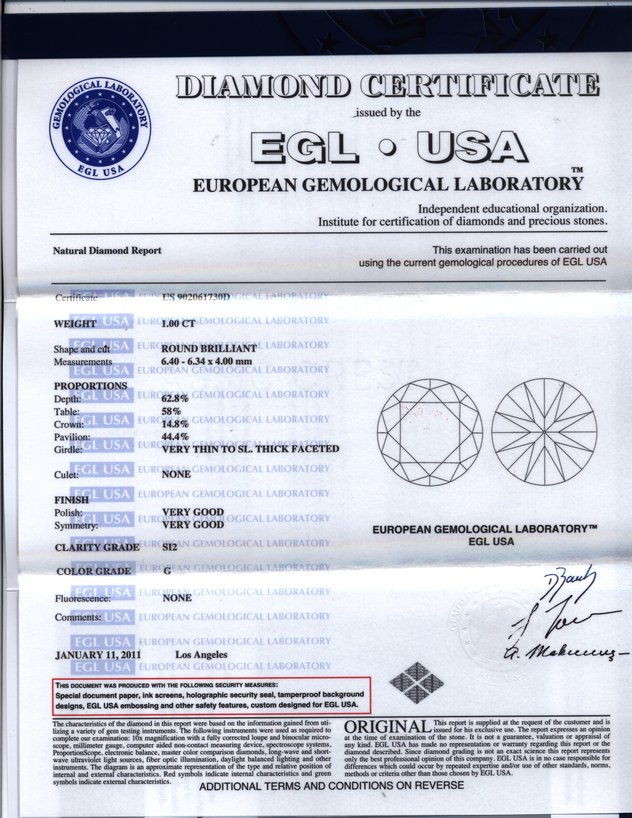 GEMOLOGICAL LABORATORY
EGL USA
DIAMOND CERTIFICATE
issued by the
EGL • USA
EUROPEAN GEMOLOGICAL LABORATORY™
Independent educational organization.
Institute for certification of diamonds and precious stones.
Natural Diamond Report
This examination has been carried out
using the current gemological procedures of EGL USA
Certificate US 902061730D
WEIGHT 1.00 CT
Shape and cut ROUND BRILLIANT
Measurements 6.40 - 6.34 x 4.00 mm
PROPORTIONS
Depth: 62.8%
Table: 58%
Crown: 14.8%
Pavilion: 44.4%
Girdle: VERY THIN TO SL. THICK FACETED
Culet: NONE
FINISH
Polish: VERY GOOD
Symmetry: VERY GOOD
CLARITY GRADE SI2
COLOR GRADE G
Fluorescence: NONE
Comments:
JANUARY 11, 2011 Los Angeles
EUROPEAN GEMOLOGICAL LABORATORY™
EGL USA
THIS DOCUMENT WAS PRODUCED WITH THE FOLLOWING SECURITY MEASURES:
Special document paper, ink screens, holographic security seal, tamperproof background
designs, EGL USA embossing and other safety features, custom designed for EGL USA.
The characteristics of the diamond in this report were based on the information gained from uti-
lizing a variety of gem testing instruments. The following instruments were used as required to
complete our examination: 10x magnification with a fully corrected loupe and binocular micro-
scope, millimeter gauge, computer aided non-contact measuring device, spectroscope systems,
Proportionscope, electronic balance, master color comparison diamonds, long-wave and short-
wave ultraviolet light sources, fiber optic illumination, daylight balanced lighting and other
instruments. The diagram is an approximate representation of the type and relative position of
internal and external characteristics. Red symbols indicate internal characteristics and green
symbols indicate external characteristics.
ORIGINAL This report is supplied at the request of the customer and is
issued for his exclusive use. The report expresses an opinion
at the time of examination of the stone. It is not a guarantee, valuation or appraisal of
any kind. EGL USA has made no representation or warranty regarding this report or the
diamond described. Since diamond grading is not an exact science this report represents
only the best professional opinion of this company. EGL USA is in no case responsible for
differences which could occur by repeated expertise and/or use of other standards, norms,
methods or criteria other than those chosen by EGL USA.
ADDITIONAL TERMS AND CONDITIONS ON REVERSE